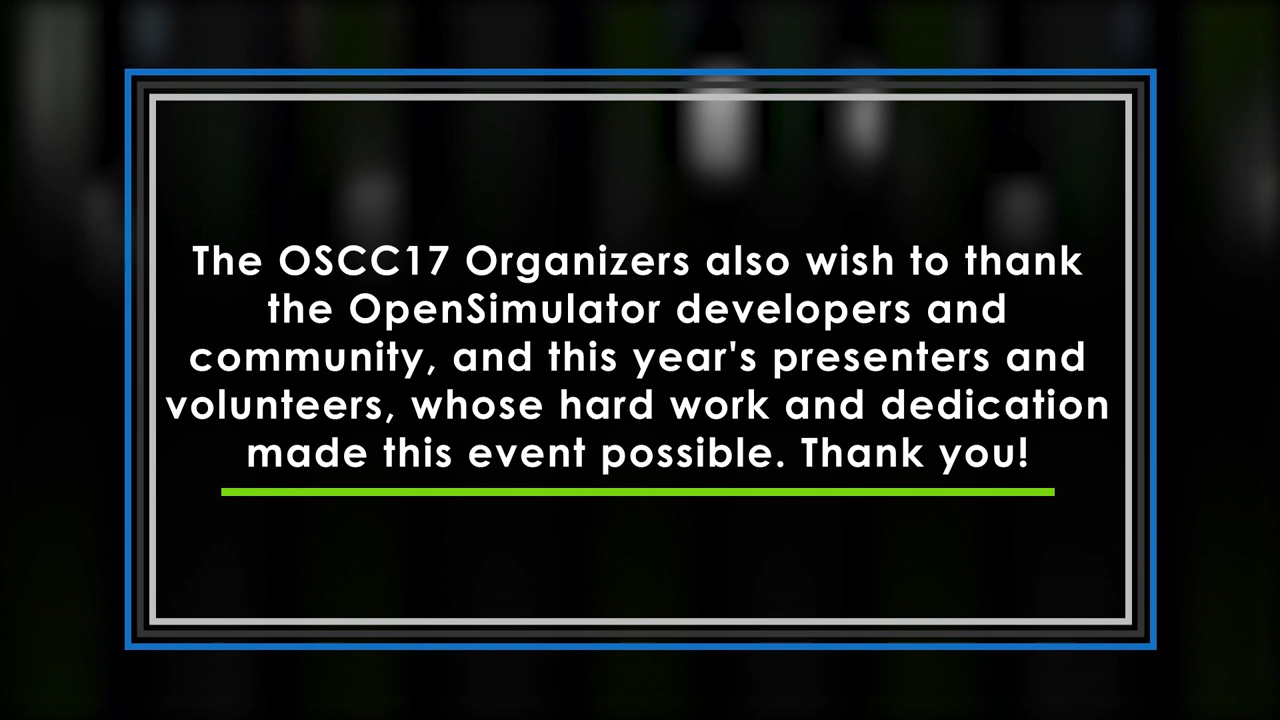 The OSCC17 Organizers also wish to thank
the OpenSimulator developers and
community, and this year's presenters and
volunteers, whose hard work and dedication
made this event possible. Thank you!